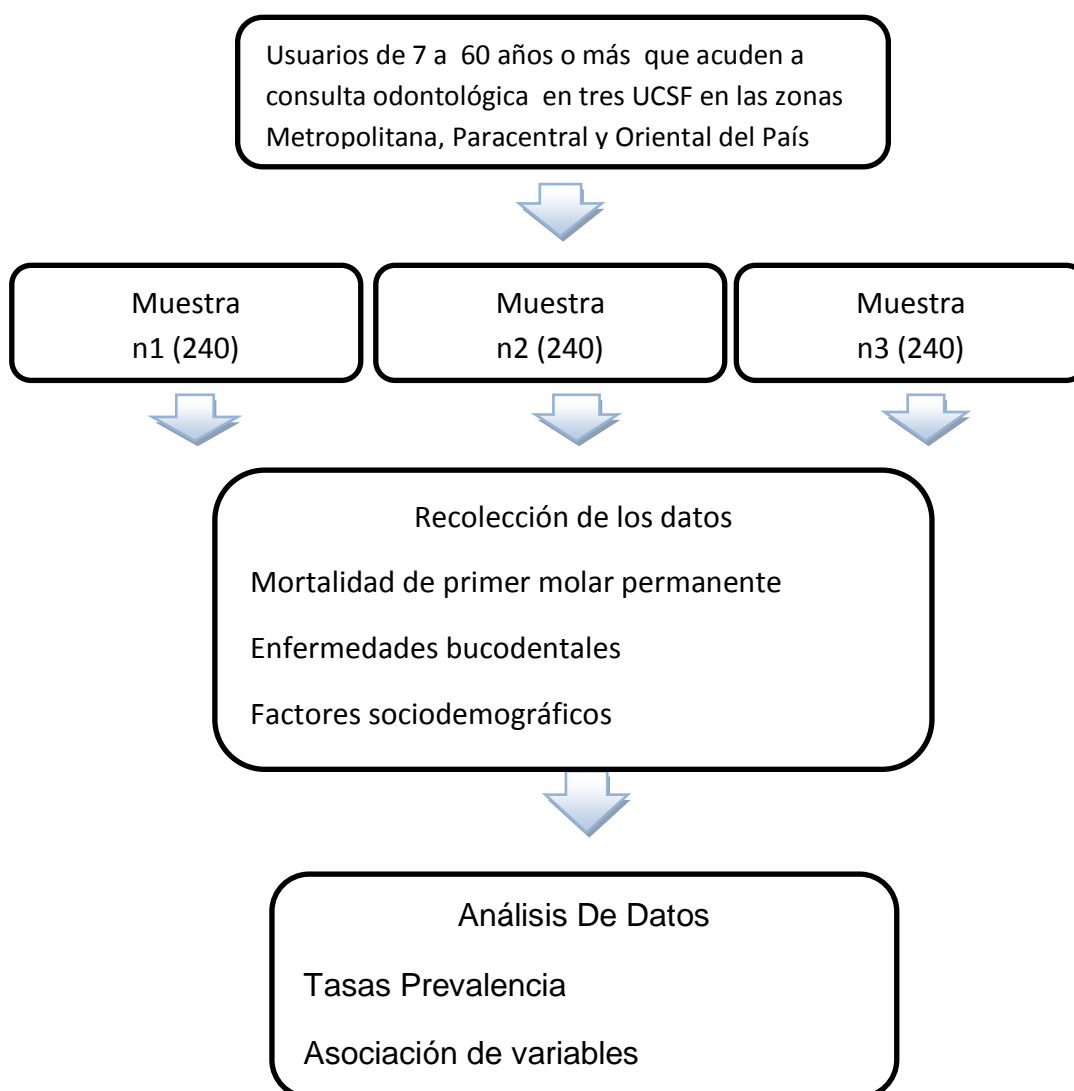 Usuarios de 7 a 60 años o más que acuden a
consulta odontológica en tres UCSF en las zonas
Metropolitana, Paracentral y Oriental del País
Muestra
n1 (240)
Muestra
n2 (240)
Muestra
n3 (240)
Recolección de los datos
Mortalidad de primer molar permanente
Enfermedades bucodentales
Factores sociodemográficos
Análisis De Datos
Tasas Prevalencia
Asociación de variables